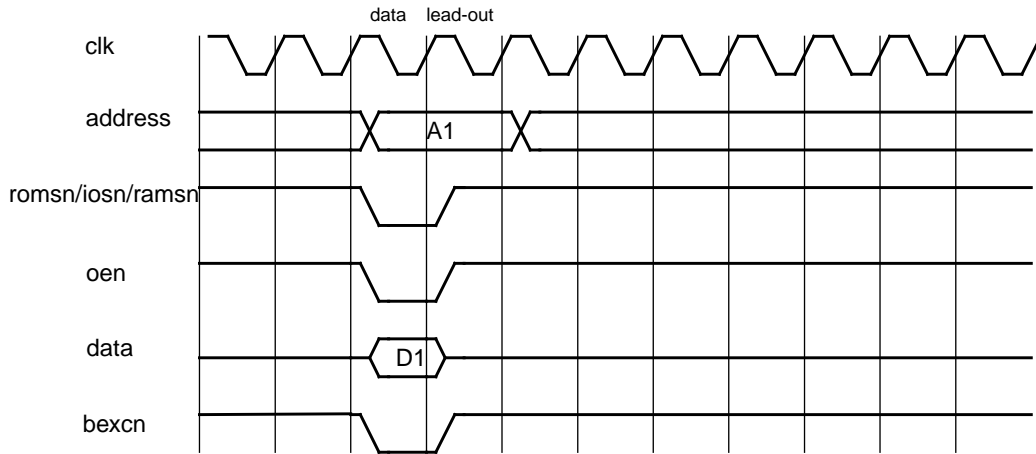 data lead-out
clk
address
A1
romsn/iosn/ramsn
oen
data
D1
bexcn